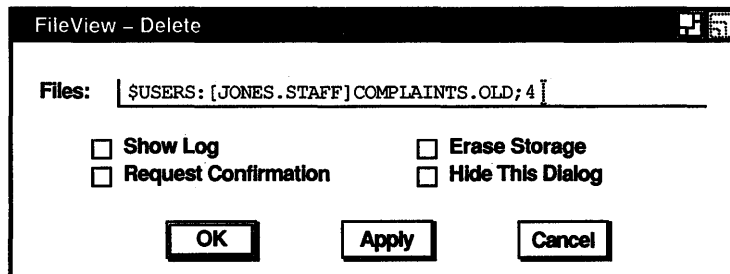 FileView – Delete
Files: $USERS:[JONES.STAFF]COMPLAINTS.OLD;4
Show Log Erase Storage
Request Confirmation Hide This Dialog
OK Apply Cancel